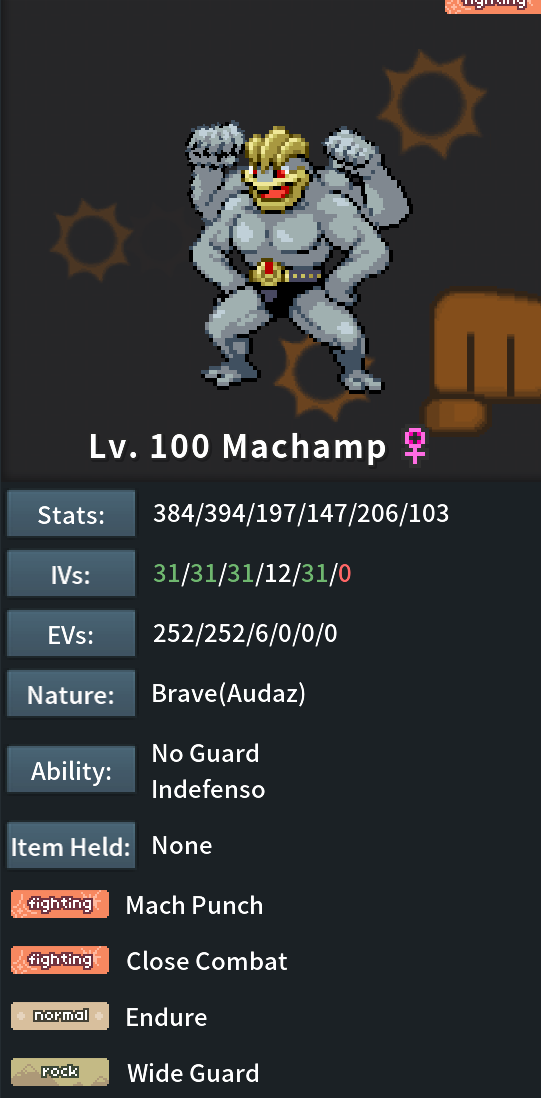 fighting
Lv. 100 Machamp ♀
Stats: 384/394/197/147/206/103
IVs: 31/31/31/12/31/0
EVs: 252/252/6/0/0/0
Nature: Brave(Audaz)
Ability: No Guard
Indefenso
Item Held: None
fighting Mach Punch
fighting Close Combat
normal Endure
rock Wide Guard